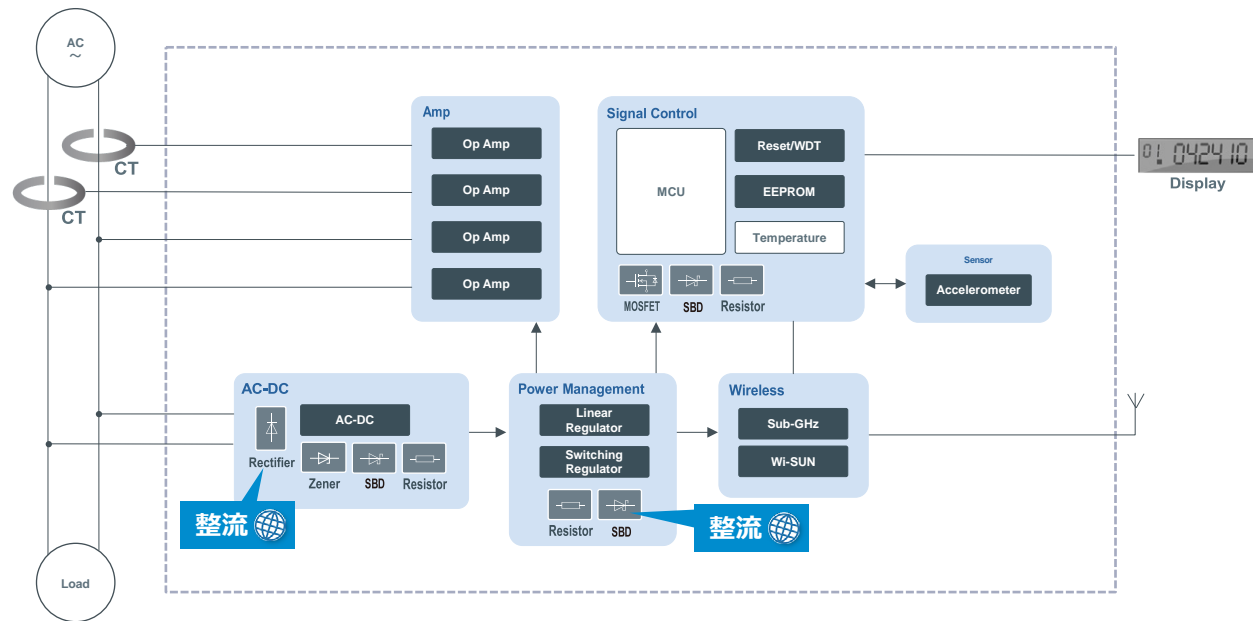 AC
~
CT
CT
Load
Amp
Op Amp
Op Amp
Op Amp
Op Amp
Signal Control
MCU
Reset/WDT
EEPROM
Temperature
MOSFET
SBD
Resistor
01. 042410
Display
Sensor
Accelerometer
AC-DC
AC-DC
Rectifier
Zener
SBD
Resistor
整流
Power Management
Linear
Regulator
Switching
Regulator
Resistor
SBD
整流
Wireless
Sub-GHz
Wi-SUN